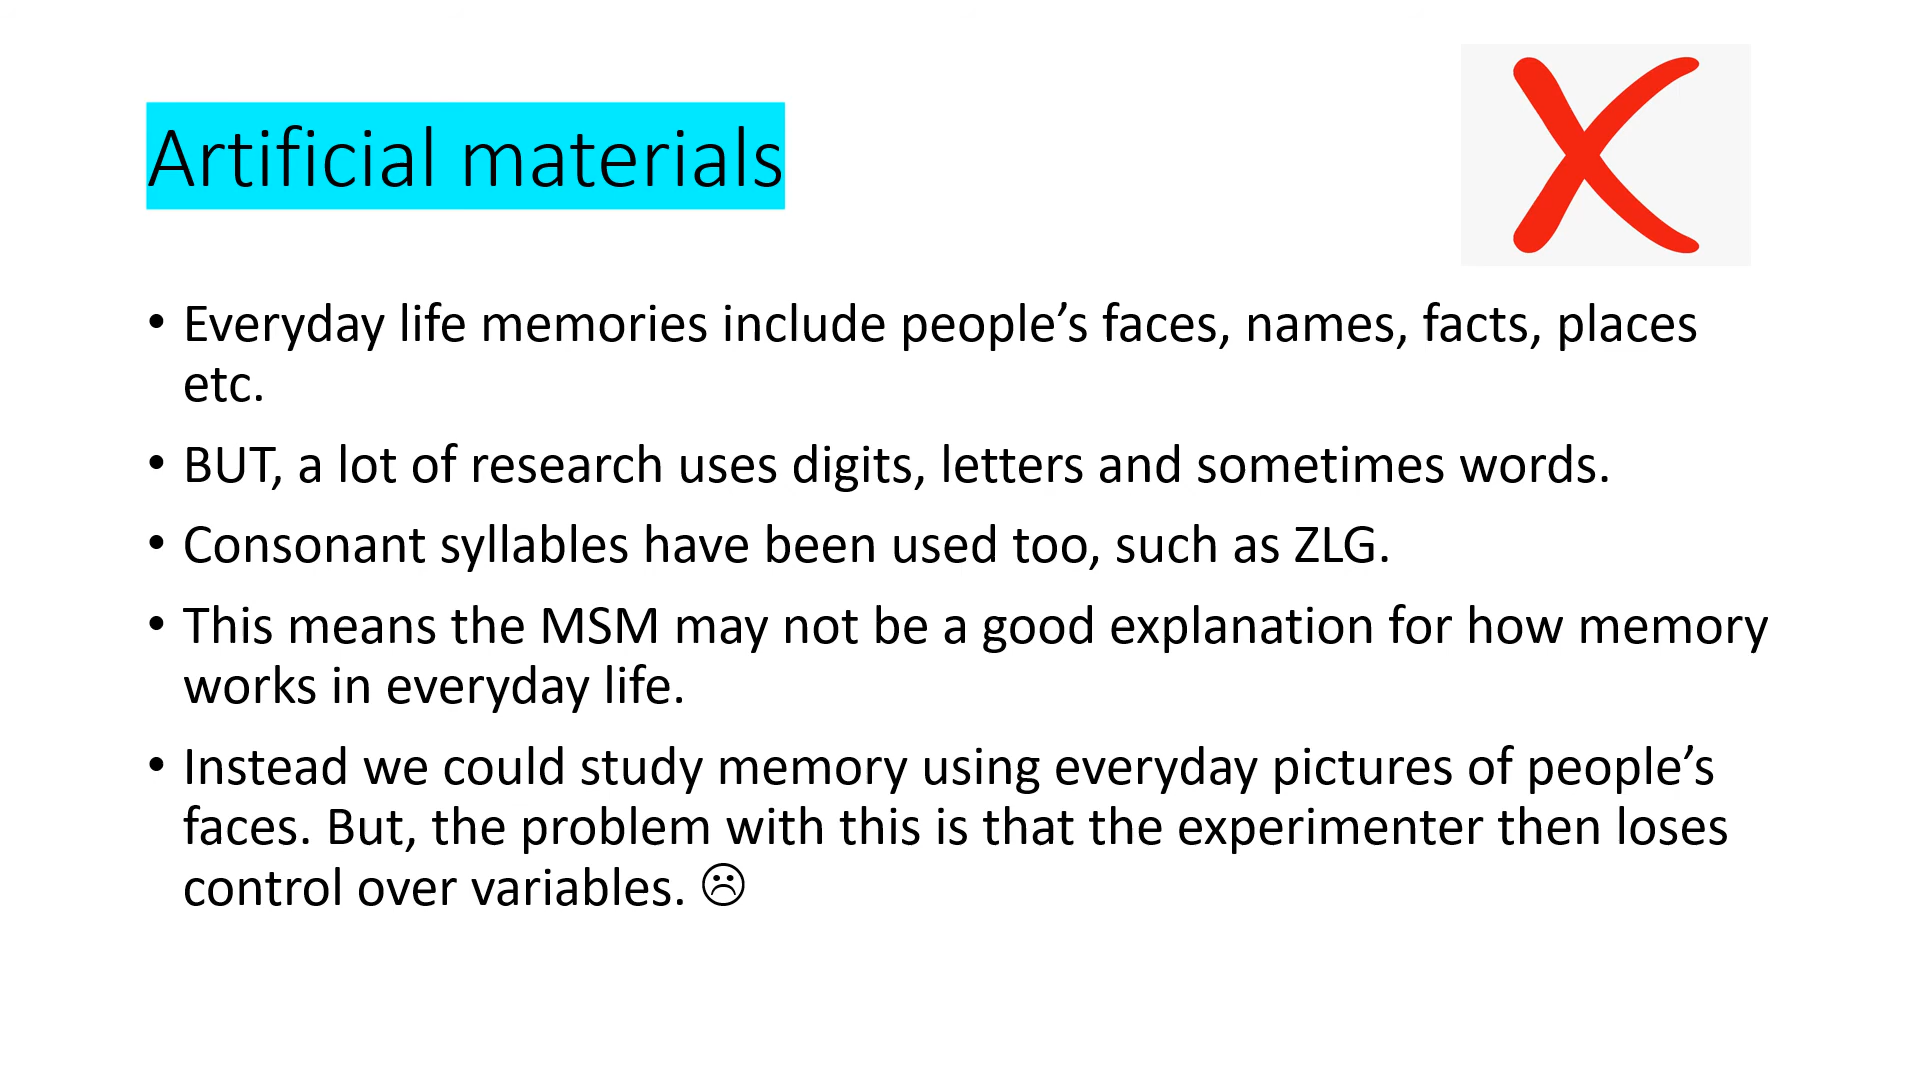 Artificial materials
• Everyday life memories include people’s faces, names, facts, places
etc.
• BUT, a lot of research uses digits, letters and sometimes words.
• Consonant syllables have been used too, such as ZLG.
• This means the MSM may not be a good explanation for how memory
works in everyday life.
• Instead we could study memory using everyday pictures of people’s
faces. But, the problem with this is that the experimenter then loses
control over variables. ☹